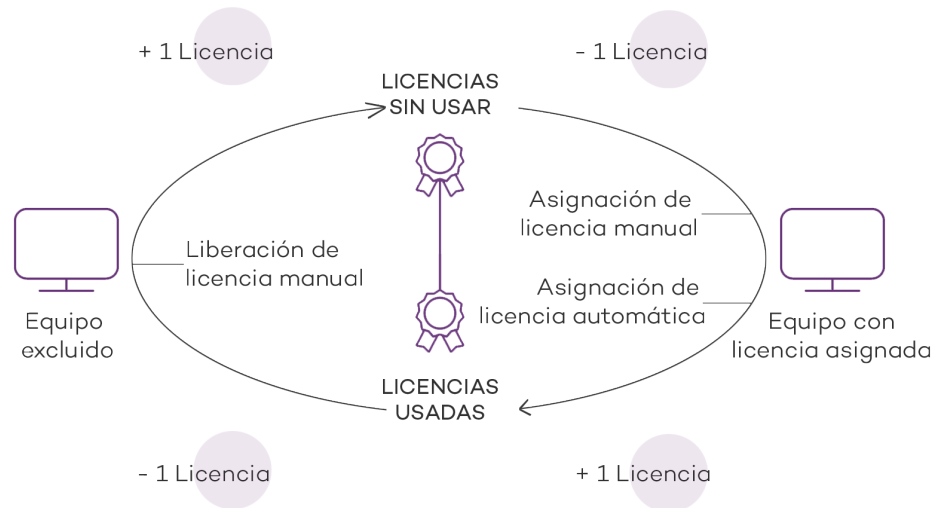 + 1 Licencia
- 1 Licencia
LICENCIAS
SIN USAR
Asignación de
licencia manual
Liberación de
licencia manual
Asignación de
licencia automática
Equipo
excluido
Equipo con
licencia asignada
LICENCIAS
USADAS
- 1 Licencia
+ 1 Licencia